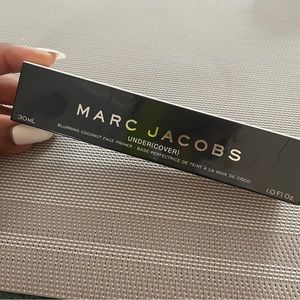 30ML
MARC JACOBS
UNDER(COVER)
BLURRING COCONUT FACE PRIMER • BASE PERFECTRICE DE TEINT À LA NOIX DE COCO
1.0 Fl Oz